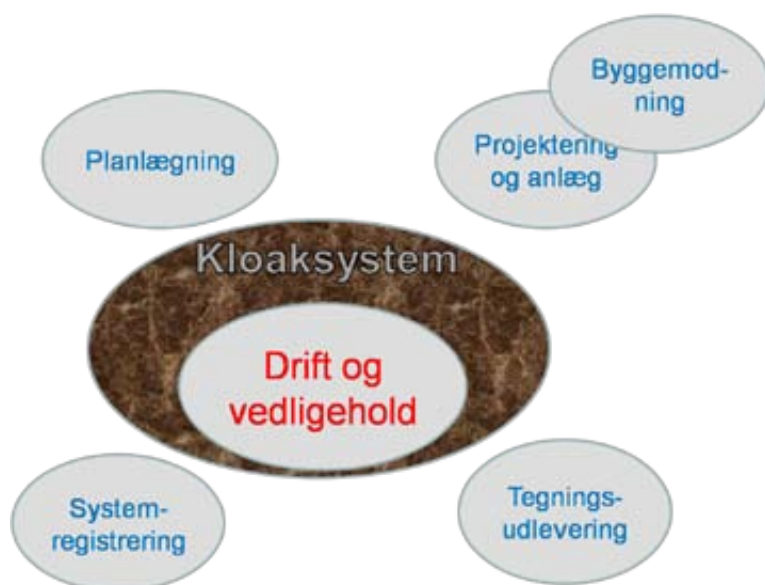 Byggemod-
ning
Planlægning
Projektering
og anlæg
Kloaksystem
Drift og
vedligehold
System-
registrering
Tegnings-
udlevering